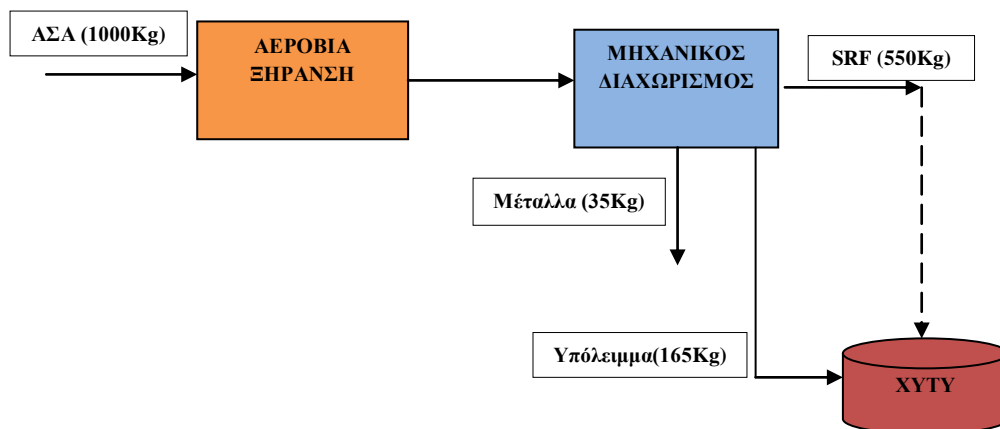 ΑΣΑ (1000Kg)
ΑΕΡΟΒΙΑ
ΞΗΡΑΝΣΗ
ΜΗΧΑΝΙΚΟΣ
ΔΙΑΧΩΡΙΣΜΟΣ
SRF (550Kg)
Μέταλλα (35Kg)
Υπόλειμμα(165Kg)
ΧΥΤΥ